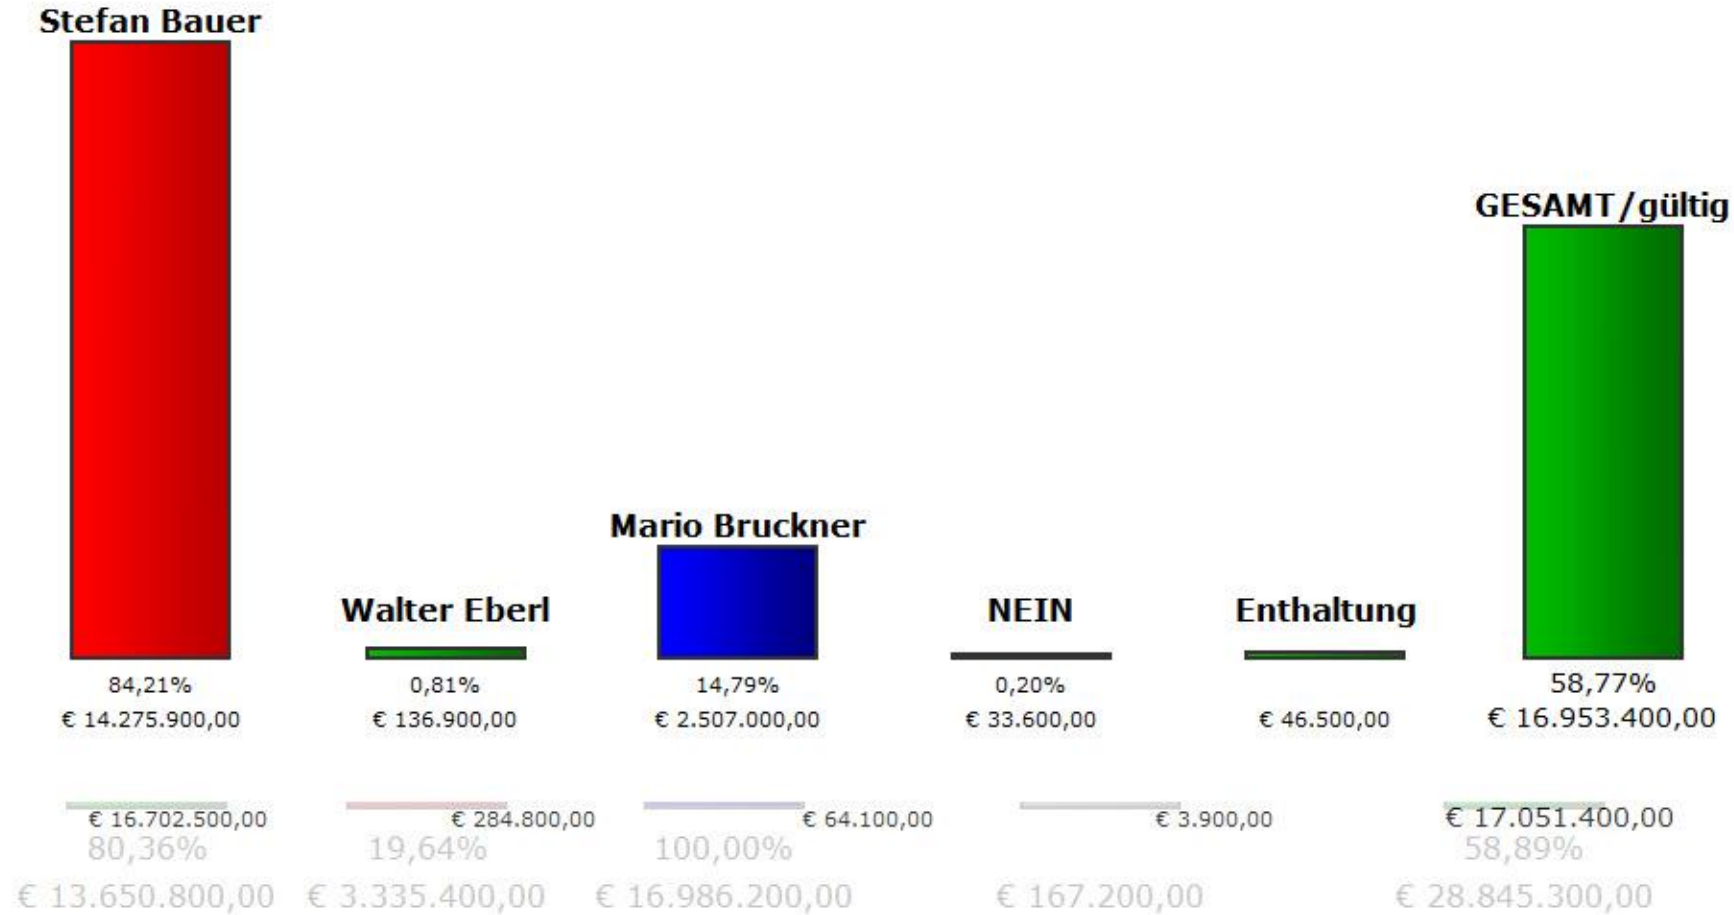 Stefan Bauer
GESAMT/gültig
Mario Bruckner
Walter Eberl NEIN Enthaltung
84,21% 0,81% 14,79% 0,20% 58,77%
€ 14.275.900,00 € 136.900,00 € 2.507.000,00 € 33.600,00 € 46.500,00 € 16.953.400,00
€ 16.702.500,00 € 284.800,00 € 64.100,00 € 3.900,00 € 17.051.400,00
80,36% 19,64% 100,00% 58,89%
€ 13.650.800,00 € 3.335.400,00 € 16.986.200,00 € 167.200,00 € 28.845.300,00